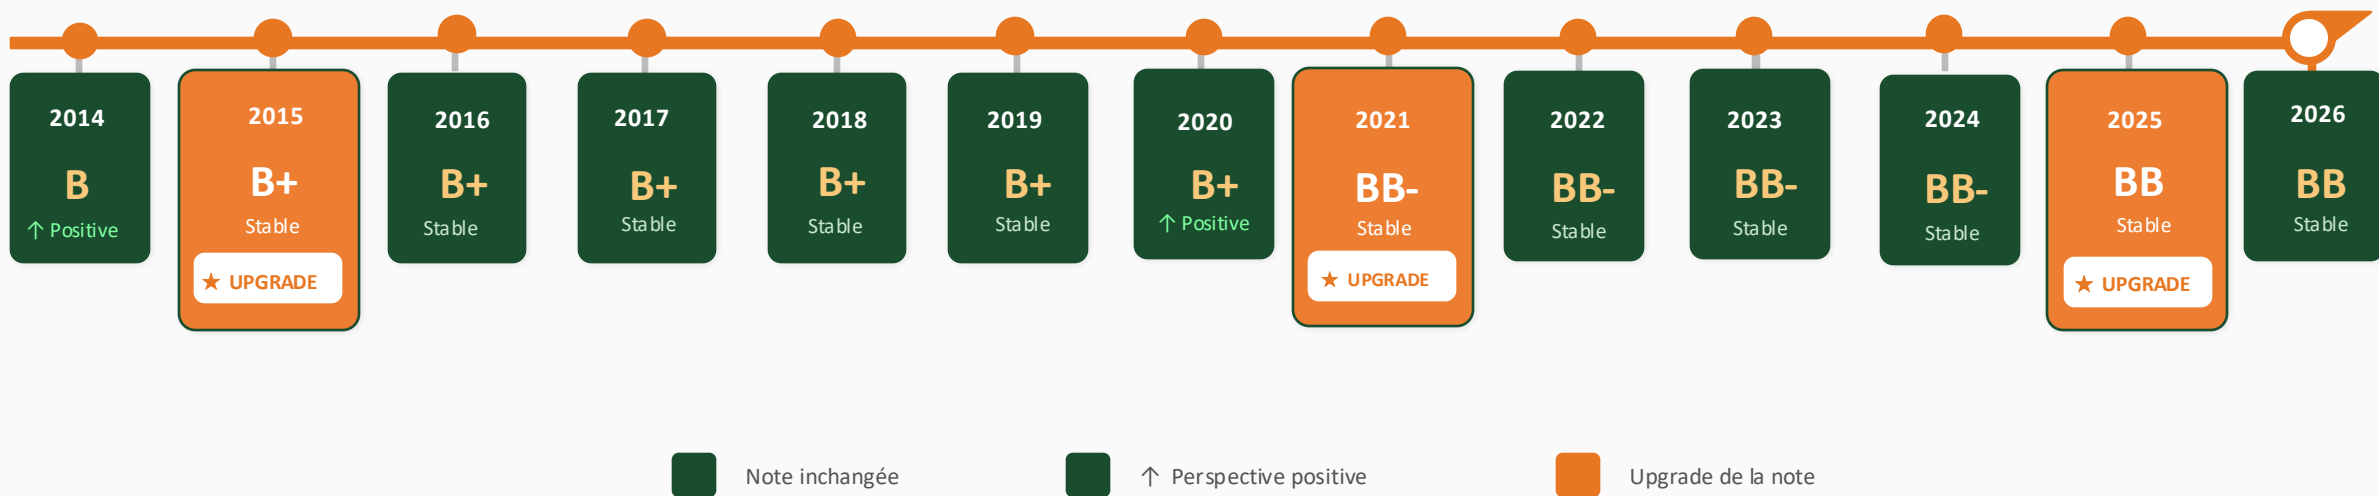 2014
B
↑ Positive
2015
B+
Stable
★ UPGRADE
2016
B+
Stable
2017
B+
Stable
2018
B+
Stable
2019
B+
Stable
2020
B+
↑ Positive
2021
BB-
Stable
★ UPGRADE
2022
BB-
Stable
2023
BB-
Stable
2024
BB-
Stable
2025
BB
Stable
★ UPGRADE
2026
BB
Stable
Note inchangée
↑ Perspective positive
Upgrade de la note